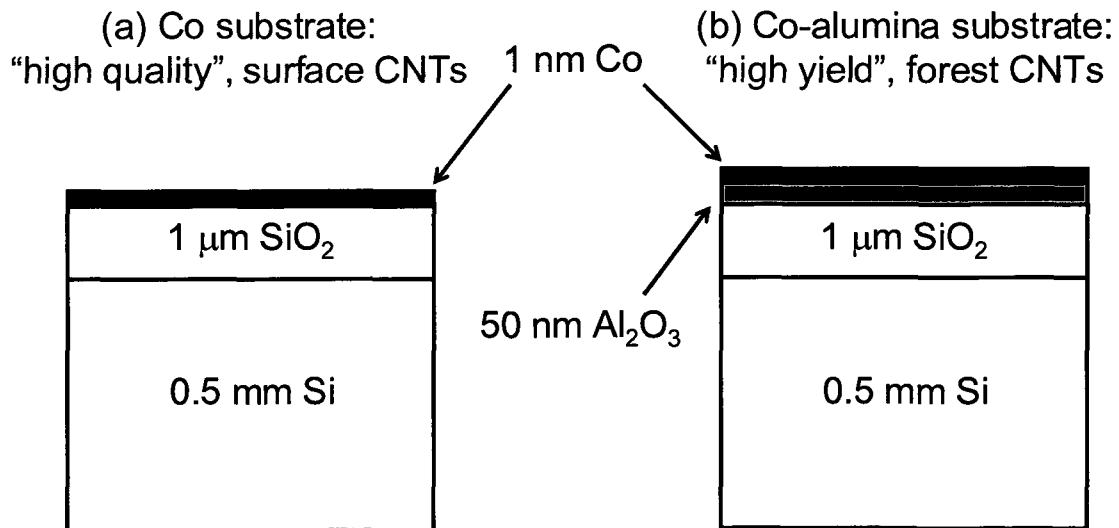 (a) Co substrate:
"high quality", surface CNTs
1 nm Co
(b) Co-alumina substrate:
"high yield", forest CNTs
1 μm SiO₂
1 μm SiO₂
50 nm Al₂O₃
0.5 mm Si
0.5 mm Si